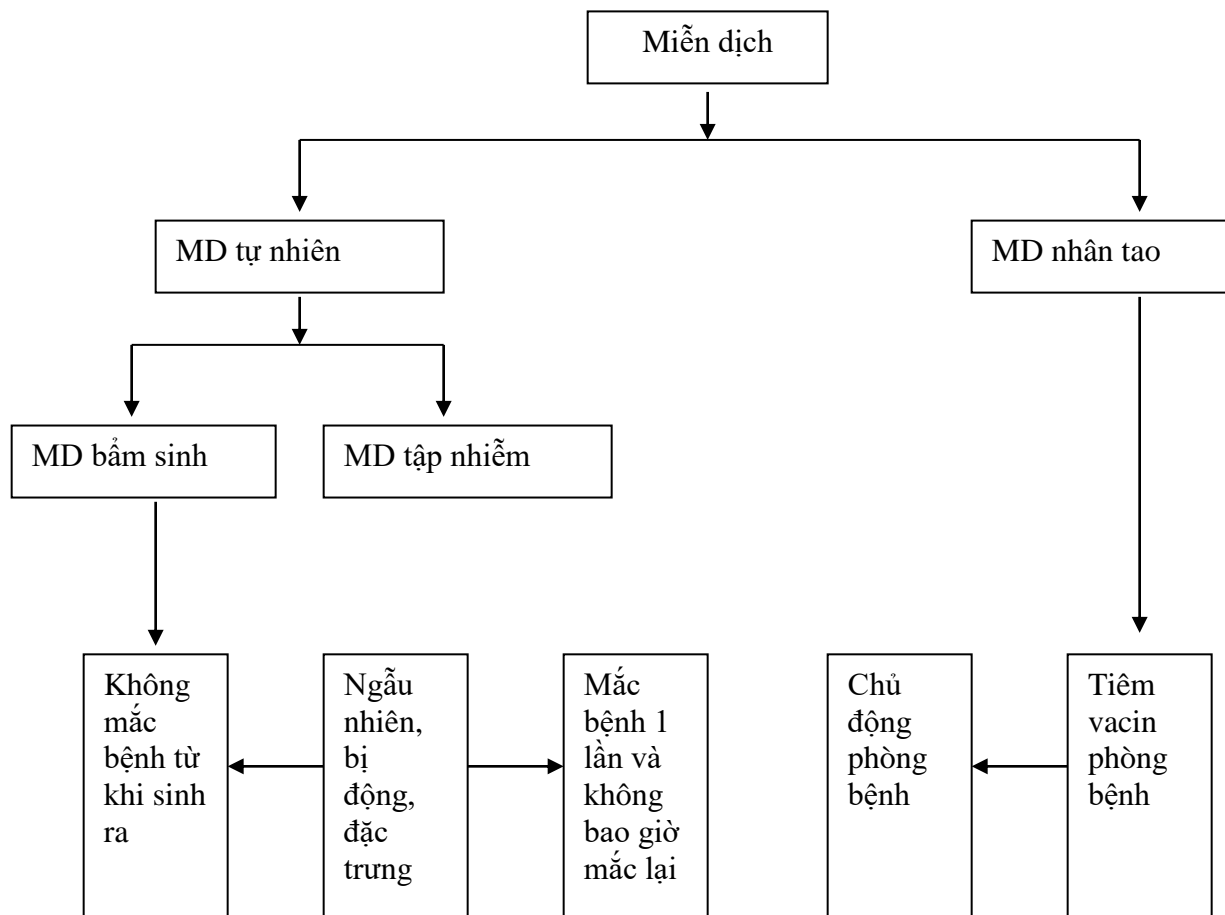 Miễn dịch
MD tự nhiên
MD nhân tao
MD bẩm sinh
MD tập nhiễm
Không
mắc
bệnh từ
khi sinh
ra
Ngẫu
nhiên,
bị
động,
đặc
trưng
Mắc
bệnh 1
lần và
không
bao giờ
mắc lại
Chủ
động
phòng
bệnh
Tiêm
vacin
phòng
bệnh